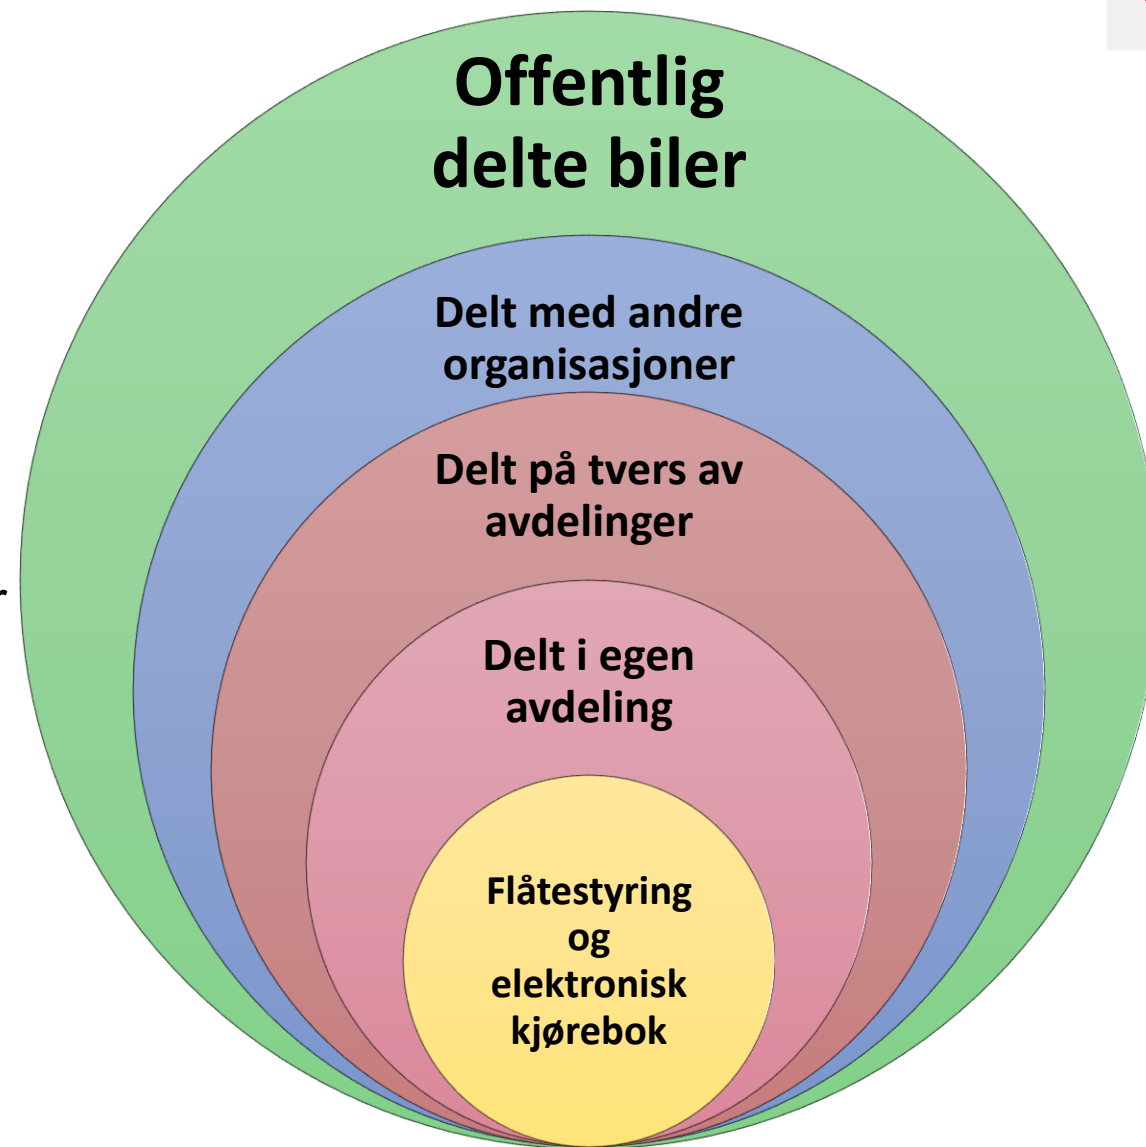 Offentlig
delte biler
Delt med andre
organisasjoner
Delt på tvers av
avdelinger
r
Delt i egen
avdeling
Flåtestyring
og
elektronisk
kjørebok